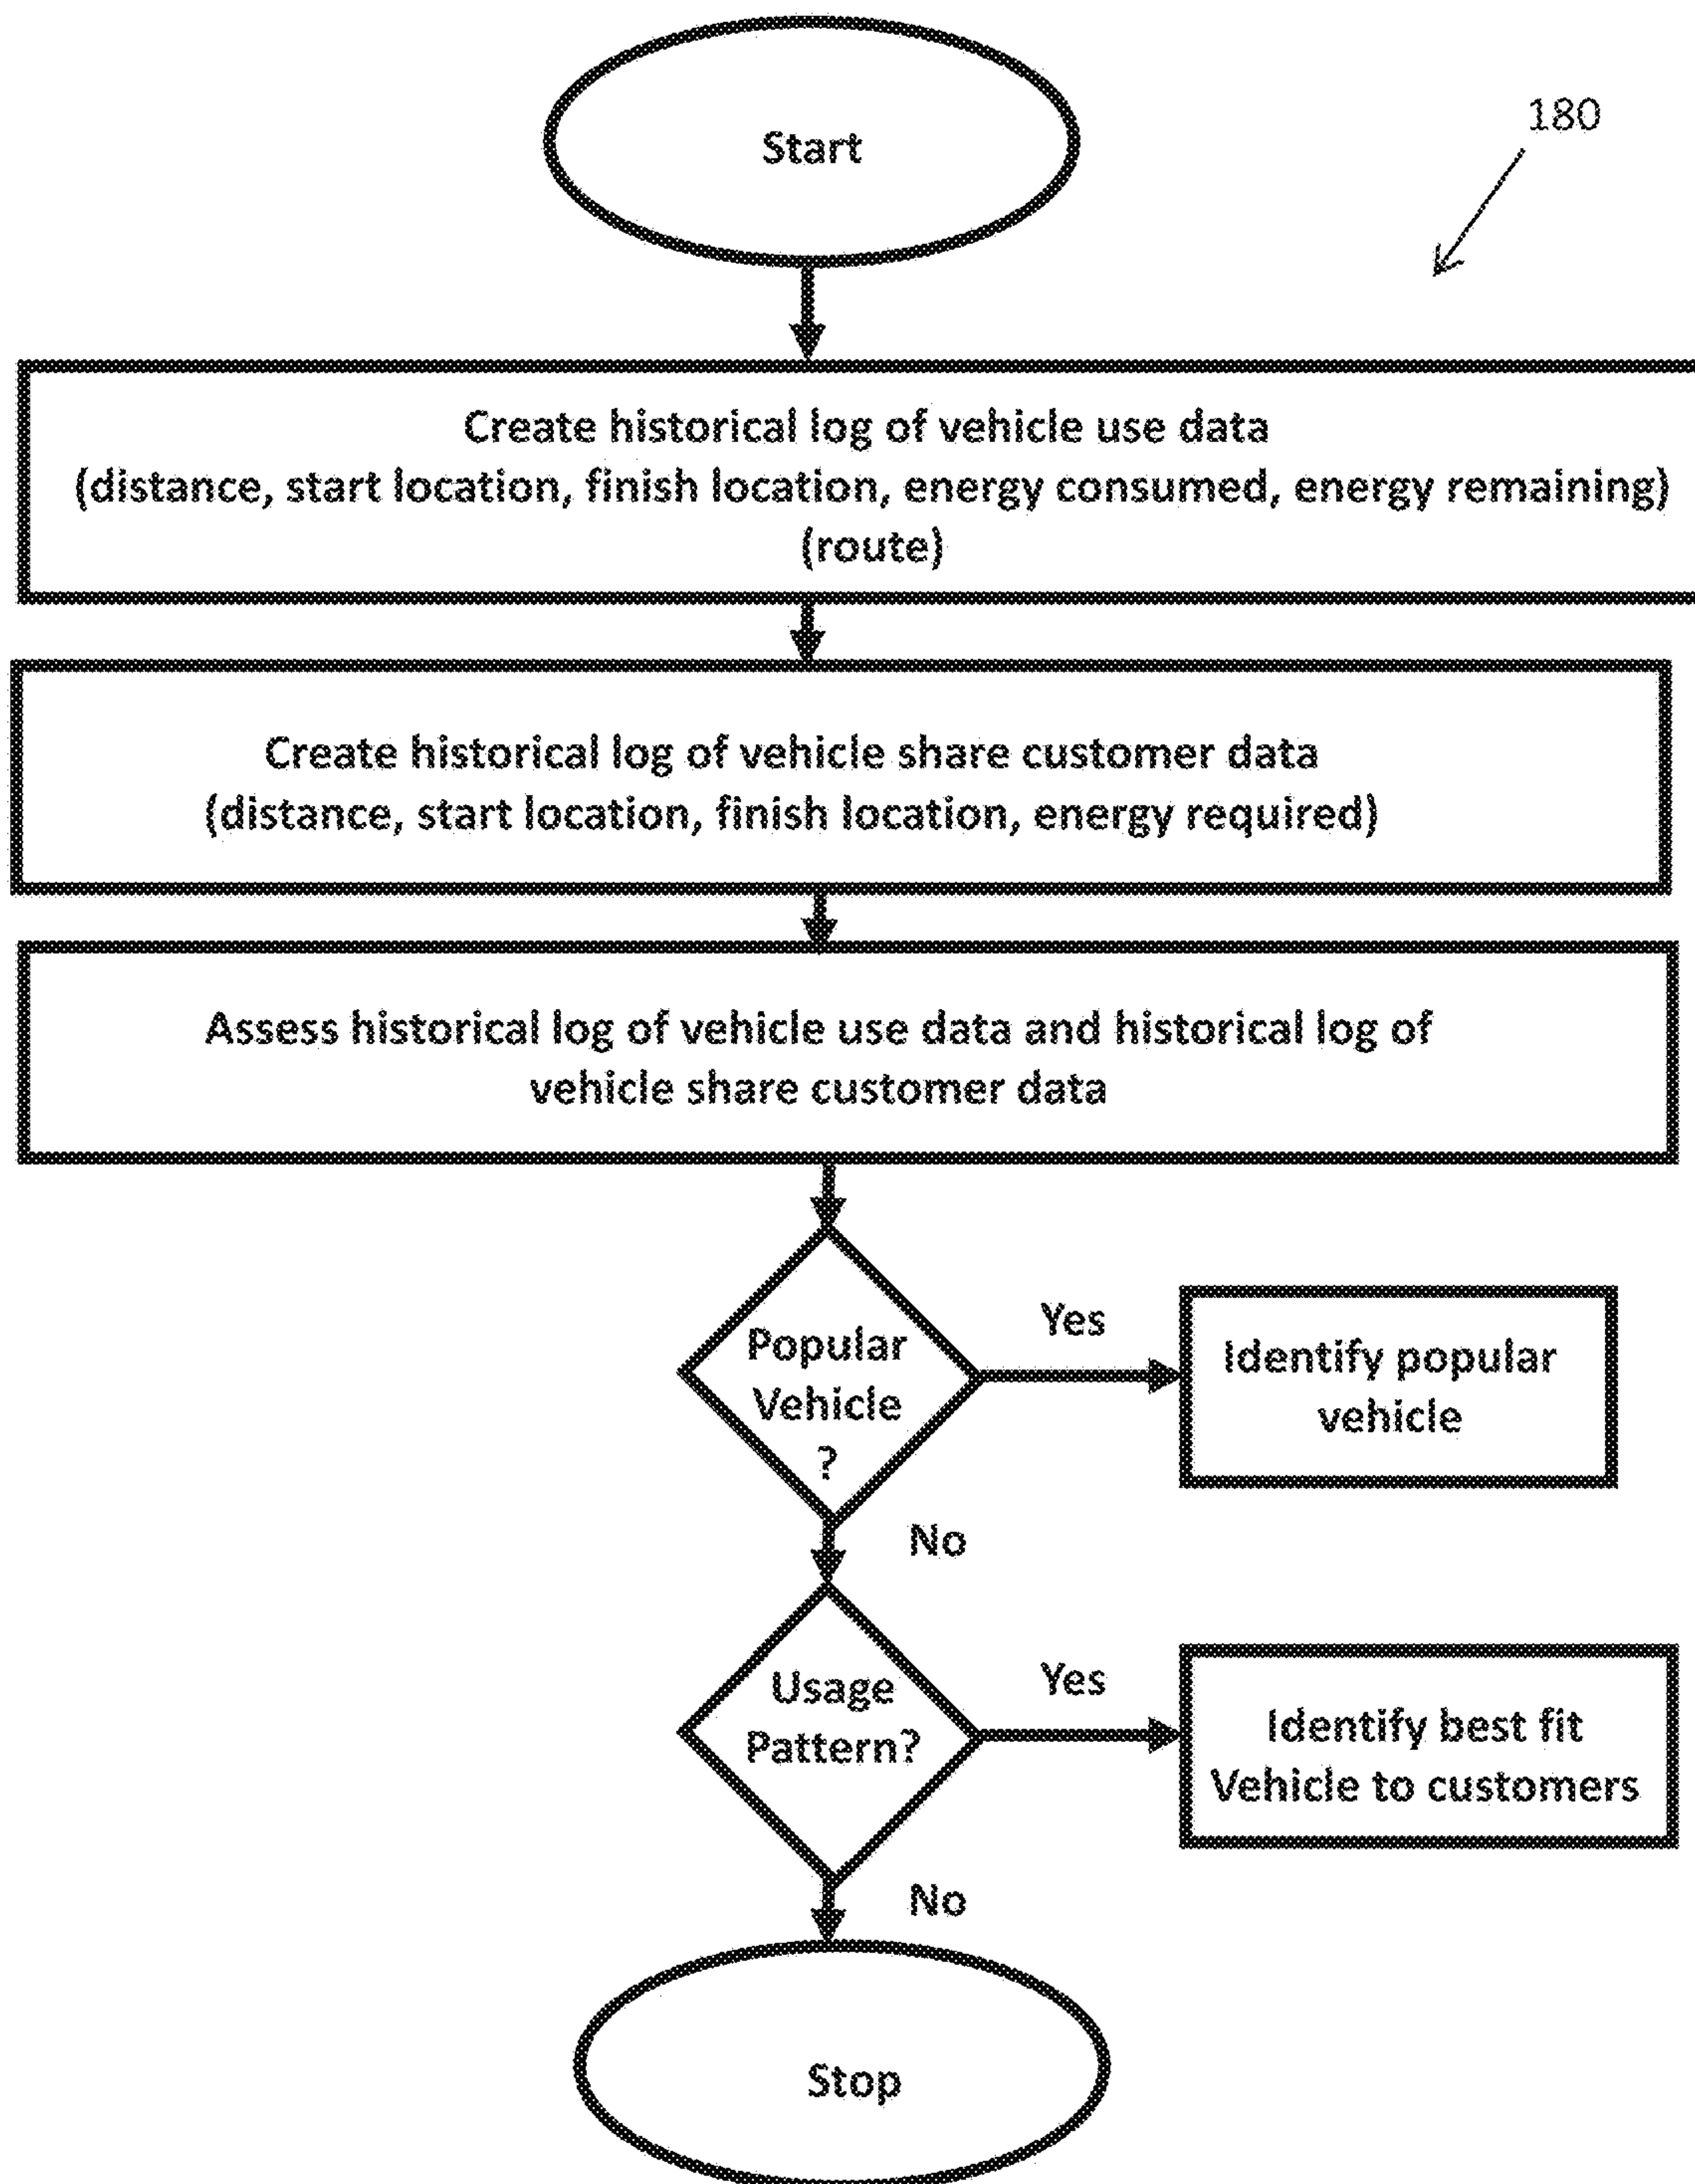 Start
180
Create historical log of vehicle use data
(distance, start location, finish location, energy consumed, energy remaining)
(route)
Create historical log of vehicle share customer data
(distance, start location, finish location, energy required)
Assess historical log of vehicle use data and historical log of
vehicle share customer data
Popular
Vehicle
?
Yes
Identify popular
vehicle
No
Usage
Pattern?
Yes
Identify best fit
Vehicle to customers
No
Stop